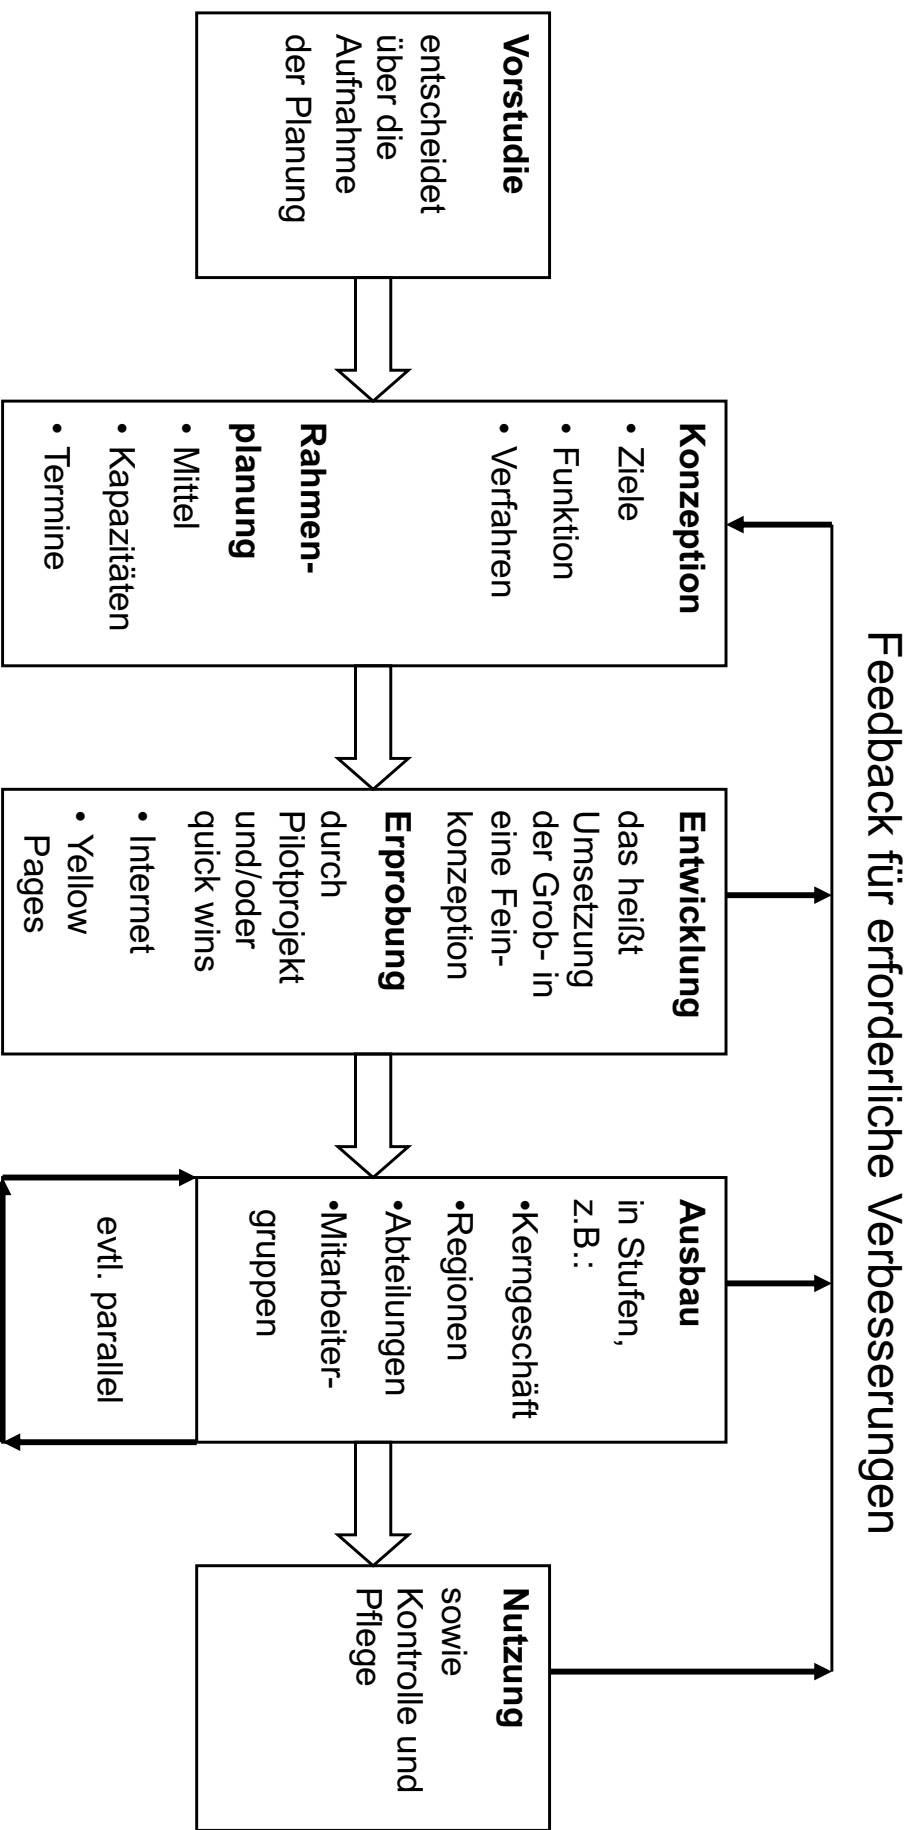 Feedback für erforderliche Verbesserungen
Vorstudie
entscheidet
über die
Aufnahme
der Planung
Konzeption
• Ziele
• Funktion
• Verfahren
Rahmen-
planung
• Mittel
• Kapazitäten
• Termine
Entwicklung
das heißt
Umsetzung
der Grob- in
eine Fein-
konzeption
Erprobung
durch
Pilotprojekt
und/oder
quick wins
• Internet
• Yellow
Pages
Ausbau
in Stufen,
z.B.:
•Kerngeschäft
•Regionen
•Abteilungen
•Mitarbeiter-
gruppen
evtl. parallel
Nutzung
sowie
Kontrolle und
Pflege